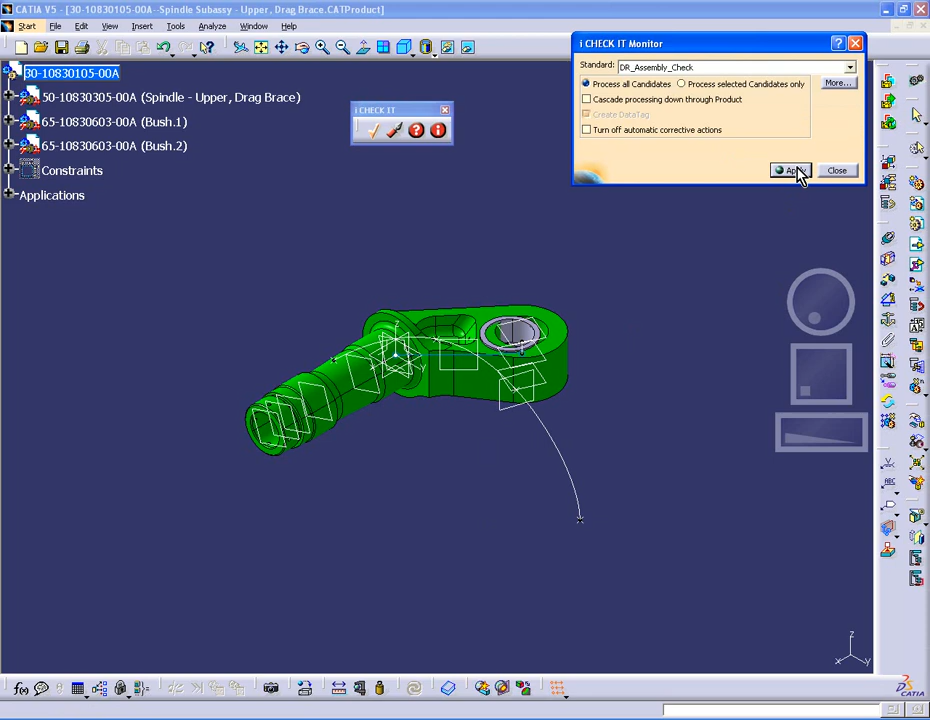 CATIA V5 - [30-10830105-00A--Spindle Subassy - Upper, Drag Brace.CATProduct]
Start File Edit View Insert Tools Analyze Window Help
30-10830105-00A
50-10830305-00A (Spindle - Upper, Drag Brace)
65-10830603-00A (Bush.1)
65-10830603-00A (Bush.2)
Constraints
Applications
i CHECK IT
i CHECK IT Monitor
Standard: DR_Assembly_Check
Process all Candidates Process selected Candidates only More...
Cascade processing down through Product
Create DataTag
Turn off automatic corrective actions
Close
z
y
z
x y
f(x)
ABC